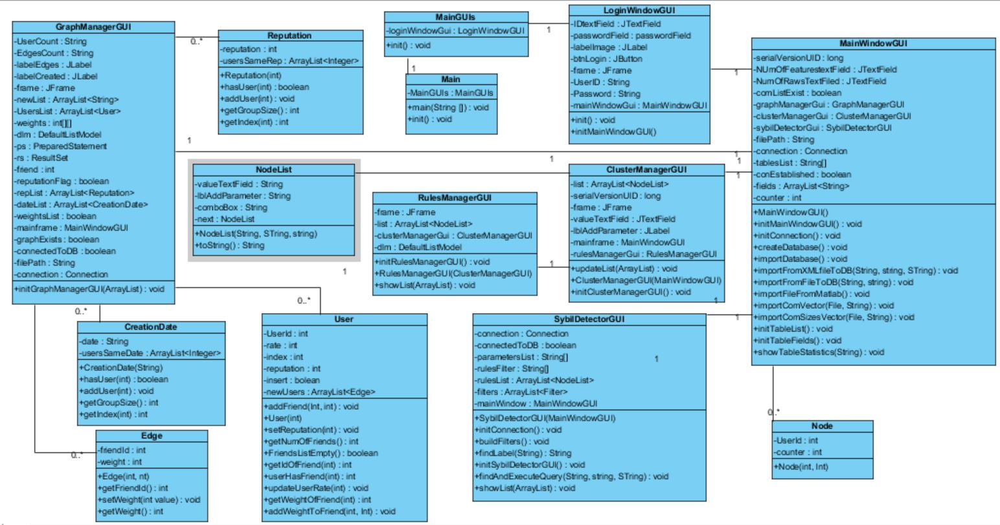 GraphManagerGUI
-UserCount : String
-EdgesCount : String
-labelEdges : JLabel
-labelCreated : JLabel
-frame : JFrame
-newList : ArrayList<String>
-UsersList : ArrayList<User>
-weights : int[][]
-dlm : DefaultListModel
-ps : PreparedStatement
-rs : ResultSet
-friend : int
-reputationFlag : boolean
-repList : ArrayList<Reputation>
-dateList : ArrayList<CreationDate>
-weightsList : boolean
-mainframe : MainWindowGUI
-graphExists : boolean
-connectedToDB : boolean
-filePath : String
-connection : Connection
+initGraphManagerGUI(ArrayList) : void
0..*
Reputation
-reputation : int
-usersSameRep : ArrayList<Integer>
+Reputation(int)
+hasUser(int) : boolean
+addUser(int) : void
+getGroupSize() : int
+getIndex(int) : int
MainGUIs
-loginWindowGui : LoginWindowGUI
+init() : void
1
1
Main
-MainGUIs : MainGUIs
+main(String []) : void
+init() : void
LoginWindowGUI
-IDtextField : JTextField
-passwordField : passwordField
-labelImage : JLabel
-btnLogin : JButton
-frame : JFrame
-UserID : String
-Password : String
-mainWindowGui : MainWindowGUI
+init() : void
+initMainWindowGUI()
1
MainWindowGUI
-serialVersionUID : long
-NUmOfFeaturestextField : JTextField
-NumOfRawsTextFiled : JTextField
-comListExist : boolean
-graphManagerGui : GraphManagerGUI
-clusterManagerGui : ClusterManagerGUI
-sybilDetectorGui : SybilDetectorGUI
-filePath : String
-connection : Connection
-tablesList : String[]
-conEstablished : boolean
-fields : ArrayList<String>
-counter : int
+MainWindowGUI()
+initMainWindowGUI() : void
+initConnection() : void
+createDatabase() : void
+importDatabase() : void
+importFromXMLfileToDB(String, string, STring) : void
+importFromFileToDB(String, string) : void
+importFileFromMatlab() : void
+importComVector(File, String) : void
+importComSizesVector(File, String) : void
+initTableList() : void
+initTableFields() : void
+showTableStatistics(String) : void
1
1
1
1
1
NodeList
-valueTextField : String
-lblAddParameter : String
-comboBox : String
-next : NodeList
+NodeList(String, STring, string)
+toString() : String
1
RulesManagerGUI
-frame : JFrame
-list : ArrayList<NodeList>
-clusterManagerGui : ClusterManagerGUI
-dlm : DefaultListModel
+initRulesManagerGUI() : void
+RulesManagerGUI(ClusterManagerGUI)
+showList(ArrayList) : void
1
ClusterManagerGUI
-list : ArrayList<NodeList>
-serialVersionUID : long
-frame : JFrame
-valueTextField : JTextField
-lblAddParameter : JLabel
-mainframe : MainWindowGUI
-rulesManagerGui : RulesManagerGUI
+updateList(ArrayList) : void
+ClusterManagerGUI(MainWindowGUI)
+initClusterManagerGUI() : void
1
0..*
0..*
CreationDate
-date : String
-usersSameDate : ArrayList<Integer>
+CreationDate(String)
+hasUser(int) : boolean
+addUser(int) : void
+getGroupSize() : int
+getIndex(int) : int
0..*
Edge
-friendId : int
-weight : int
+Edge(int, nt)
+getFriendId() : int
+setWeight(int value) : void
+getWeight() : int
User
-UserId : int
-rate : int
-index : int
-reputation : int
-insert : bolean
-newUsers : ArrayList<Edge>
+addFriend(Int, int) : void
+User(int)
+setReputation(int) : void
+getNumOfFriends() : int
+FriendsListEmpty() : boolean
+getIdOfFriend(int) : int
+userHasFriend(int) : int
+updateUserRate(int) : void
+getWeightOfFriend(int) : int
+addWeightToFriend(int, Int) : void
SybilDetectorGUI
-connection : Connection
-connectedToDB : boolean
-parametersList : String[]
-rulesFilter : String[]
-rulesList : ArrayList<NodeList>
-filters : ArrayList<Filter>
-mainWindow : MainWindowGUI
+SybilDetectorGUI(MainWindowGUI)
+initConnection() : void
+buildFilters() : void
+findLabel(String) : String
+initSybilDetectorGUI() : void
+findAndExecuteQuery(String, string, STring) : void
+showList(ArrayList) : void
1
1
0..*
Node
-UserId : int
-counter : int
+Node(int, Int)